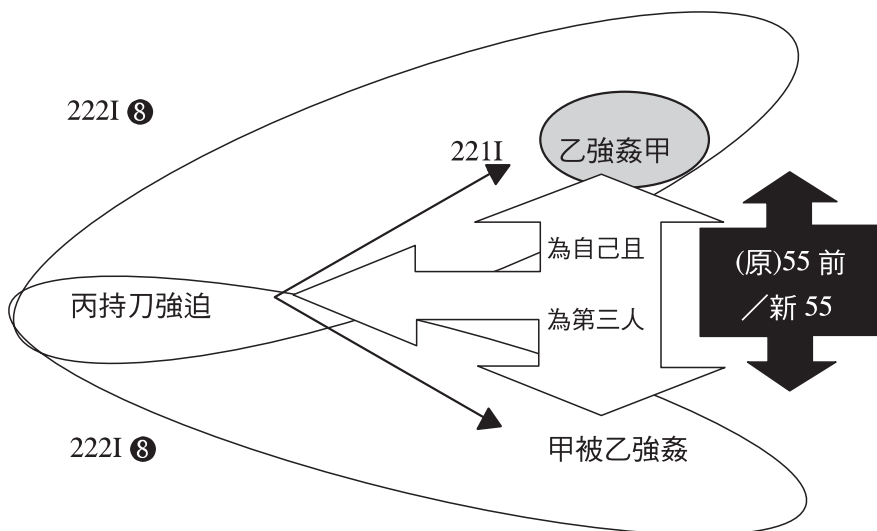 222I ❽
221I
乙強姦甲
為自己且
(原)55 前
／新 55
丙持刀強迫
為第三人
222I ❽
甲被乙強姦